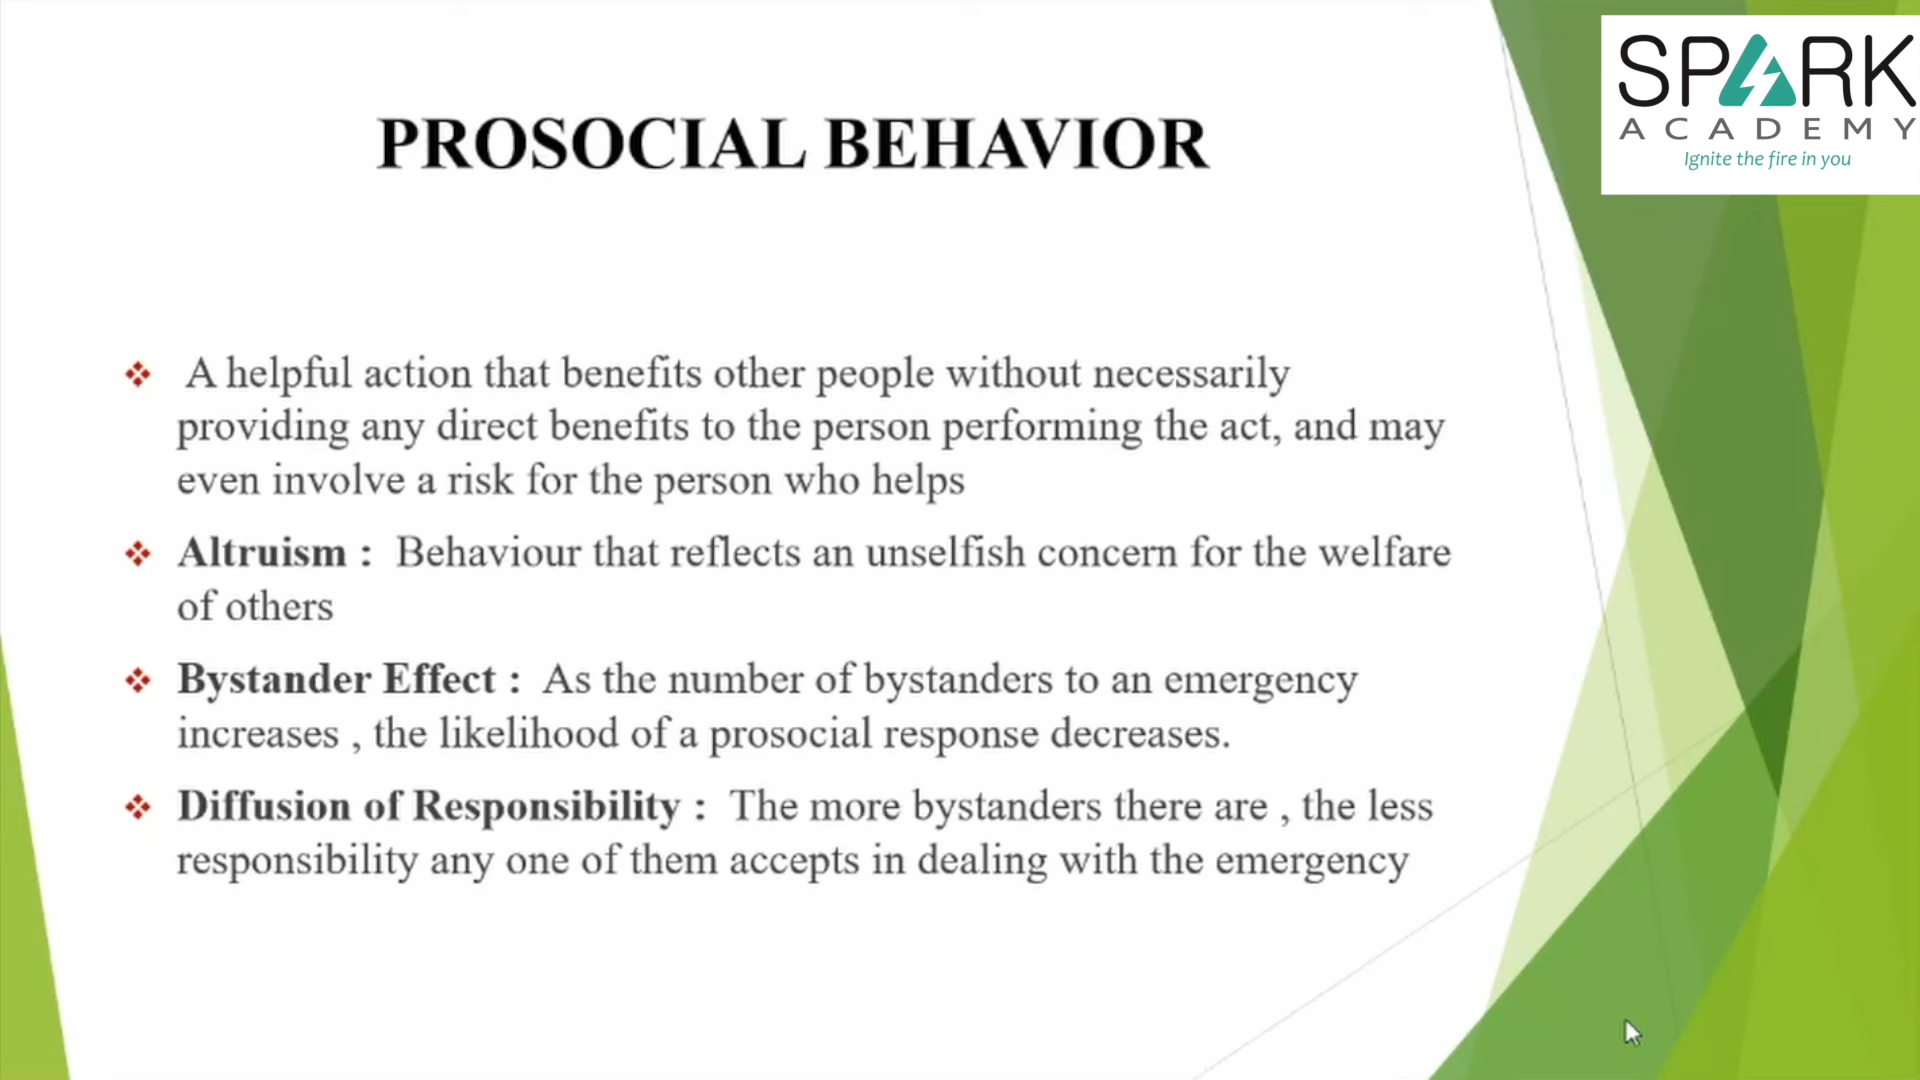 SPARK
ACADEMY
Ignite the fire in you
PROSOCIAL BEHAVIOR
A helpful action that benefits other people without necessarily
providing any direct benefits to the person performing the act, and may
even involve a risk for the person who helps
Altruism : Behaviour that reflects an unselfish concern for the welfare
of others
Bystander Effect : As the number of bystanders to an emergency
increases , the likelihood of a prosocial response decreases.
Diffusion of Responsibility : The more bystanders there are , the less
responsibility any one of them accepts in dealing with the emergency